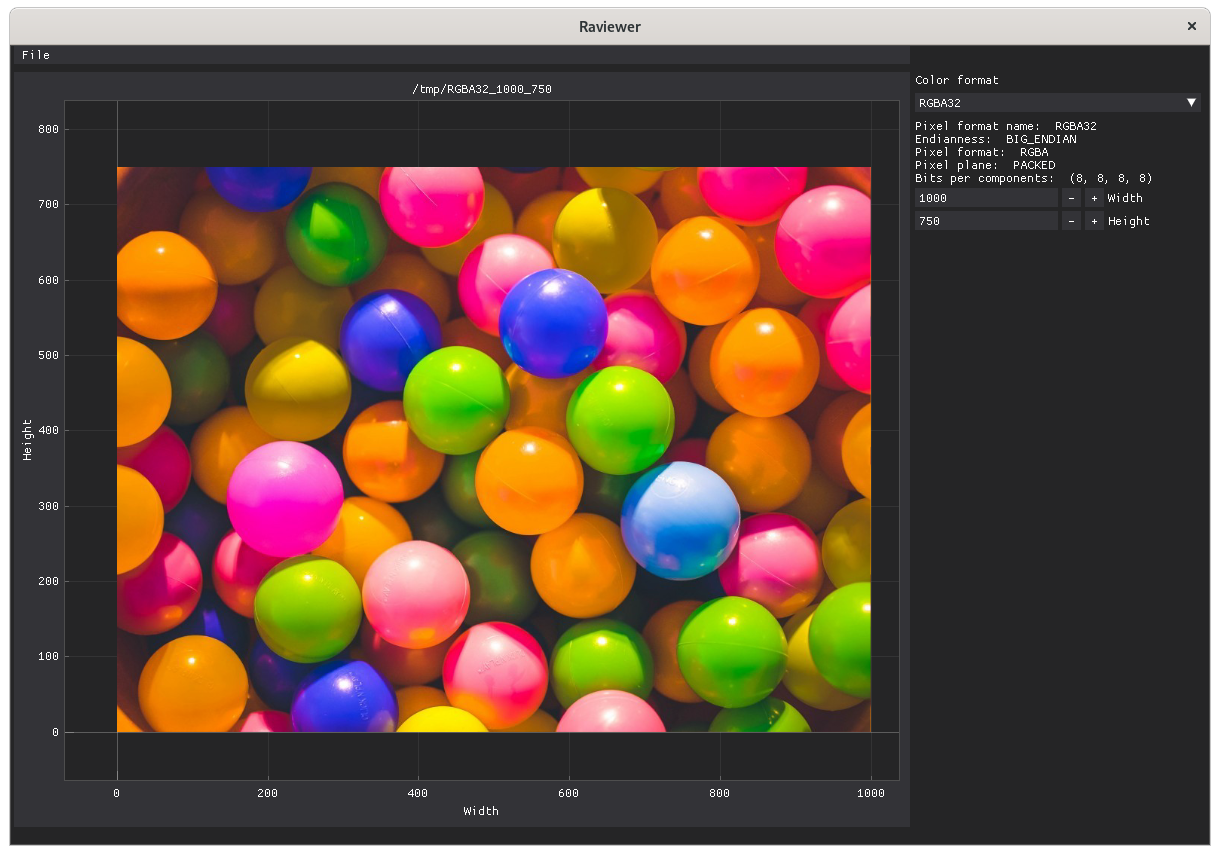 Raviewer
×
File
/tmp/RGBA32_1000_750
800
700
600
500
400
300
200
100
0
Height
0 200 400 600 800 1000
Width
Color format
RGBA32
Pixel format name: RGBA32
Endianness: BIG_ENDIAN
Pixel format: RGBA
Pixel plane: PACKED
Bits per components: (8, 8, 8, 8)
1000 - + Width
750 - + Height